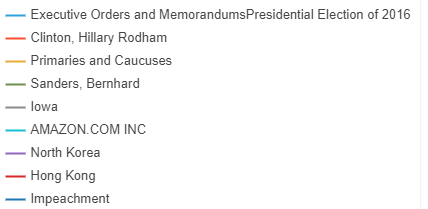 Executive Orders and MemorandumsPresidential Election of 2016
Clinton, Hillary Rodham
Primaries and Caucuses
Sanders, Bernhard
Iowa
AMAZON.COM INC
North Korea
Hong Kong
Impeachment